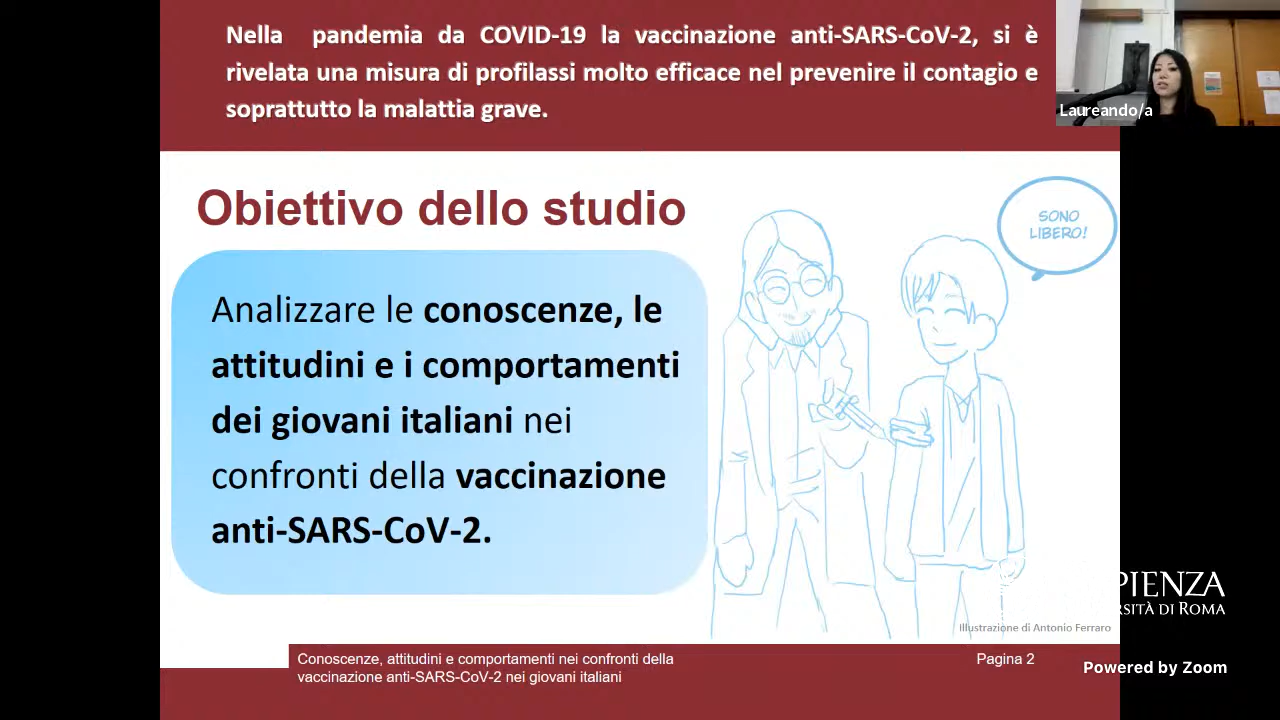 Nella pandemia da COVID-19 la vaccinazione anti-SARS-CoV-2, si è
rivelata una misura di profilassi molto efficace nel prevenire il contagio e
soprattutto la malattia grave.
Laureando/a
Obiettivo dello studio
SONO
LIBERO!
Analizzare le conoscenze, le
attitudini e i comportamenti
dei giovani italiani nei
confronti della vaccinazione
anti-SARS-CoV-2.
PIENZA
RSITÀ DI ROMA
Illustrazione di Antonio Ferraro
Conoscenze, attitudini e comportamenti nei confronti della
vaccinazione anti-SARS-CoV-2 nei giovani italiani
Pagina 2
Powered by Zoom